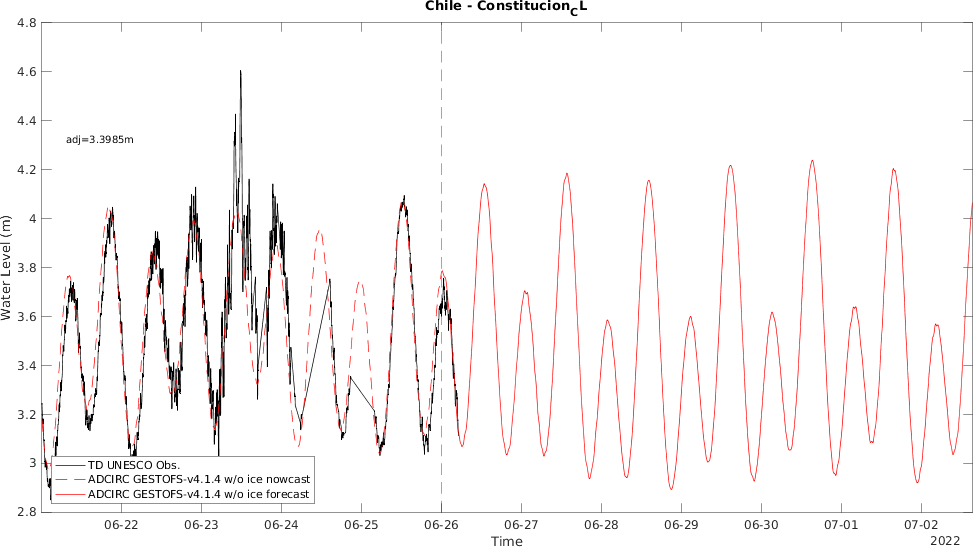 Chile - Constitucion_CL
4.8
4.6
4.4
4.2
4
3.8
3.6
3.4
3.2
3
2.8
Water Level (m)
adj=3.3985m
TD UNESCO Obs.
ADCIRC GESTOFS-v4.1.4 w/o ice nowcast
ADCIRC GESTOFS-v4.1.4 w/o ice forecast
06-22 06-23 06-24 06-25 06-26 06-27 06-28 06-29 06-30 07-01 07-02
Time
2022